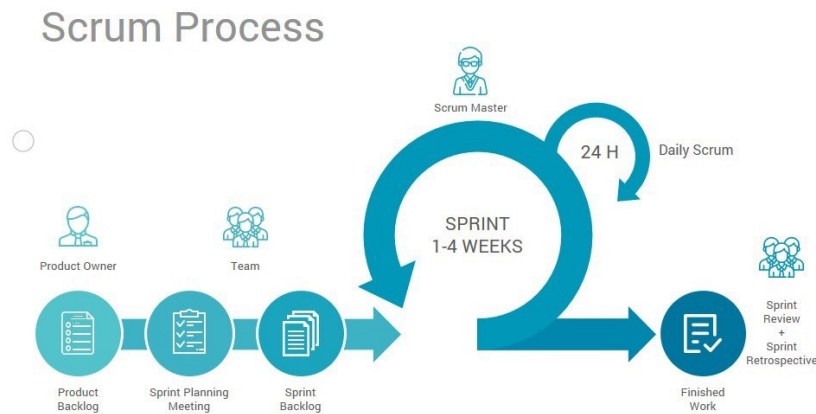 Scrum Process
Scrum Master
24 H
Daily Scrum
SPRINT
1-4 WEEKS
Product Owner
Team
Product
Backlog
Sprint Planning
Meeting
Sprint
Backlog
Finished
Work
Sprint
Review
+
Sprint
Retrospective